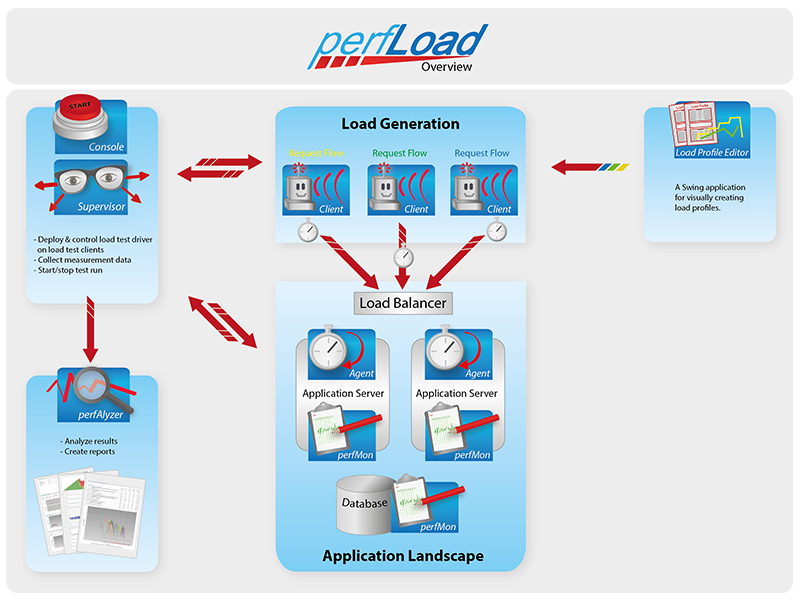 perfLoad
Overview
START
Console
Supervisor
- Deploy & control load test driver
on load test clients
- Collect measurement data
- Start/stop test run
perfAlyzer
- Analyze results
- Create reports
Load Generation
Request Flow
Request Flow
Request Flow
Client
Client
Client
Load Balancer
Agent
Agent
Application Server
Application Server
perfMon
perfMon
Database
perfMon
Application Landscape
Load Profile
Load Profile Editor
A Swing application
for visually creating
load profiles.